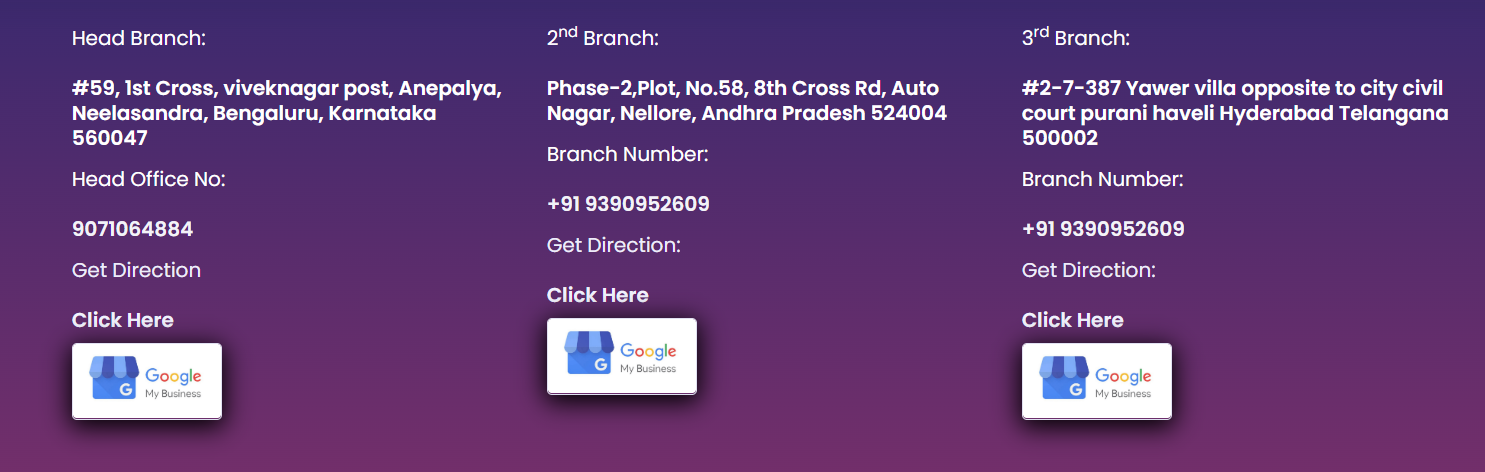 Head Branch:
#59, 1st Cross, viveknagar post, Anepalya,
Neelasandra, Bengaluru, Karnataka
560047
Head Office No:
9071064884
Get Direction
Click Here
G
Google
My Business
2nd Branch:
Phase-2,Plot, No.58, 8th Cross Rd, Auto
Nagar, Nellore, Andhra Pradesh 524004
Branch Number:
+91 9390952609
Get Direction:
Click Here
G
Google
My Business
3rd Branch:
#2-7-387 Yawer villa opposite to city civil
court purani haveli Hyderabad Telangana
500002
Branch Number:
+91 9390952609
Get Direction:
Click Here
G
Google
My Business